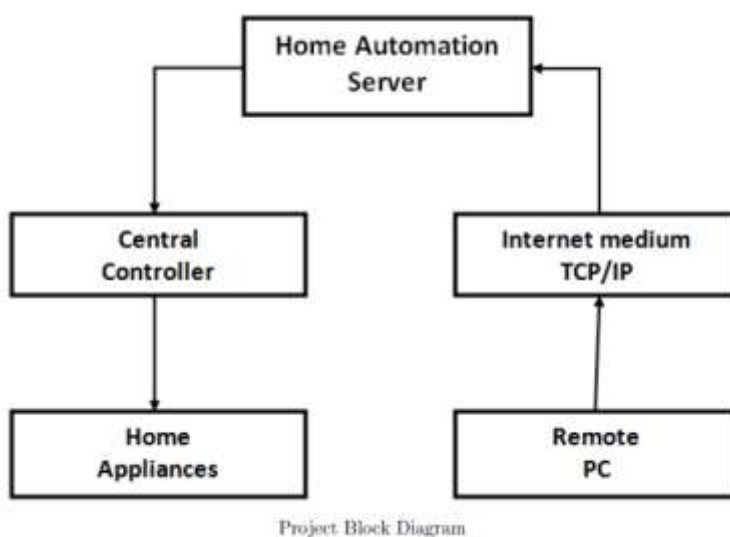 Home Automation
Server
Central
Controller
Internet medium
TCP/IP
Home
Appliances
Remote
PC
Project Block Diagram